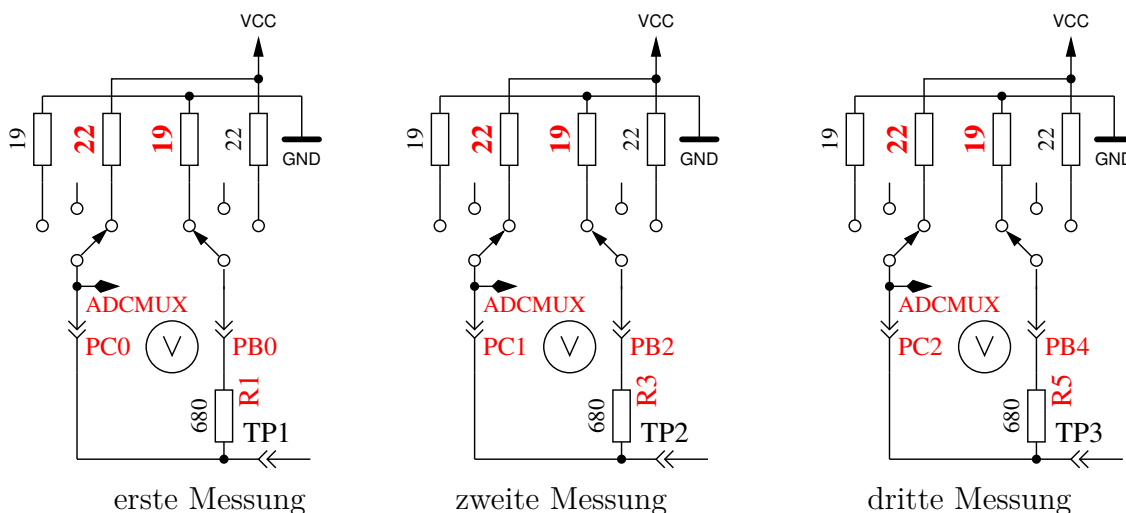 VCC
19
22
19
22
GND
ADCMUX
PC0
V
PB0
R1
680
TP1
erste Messung
VCC
19
22
19
22
GND
ADCMUX
PC1
V
PB2
R3
680
TP2
zweite Messung
VCC
19
22
19
22
GND
ADCMUX
PC2
V
PB4
R5
680
TP3
dritte Messung